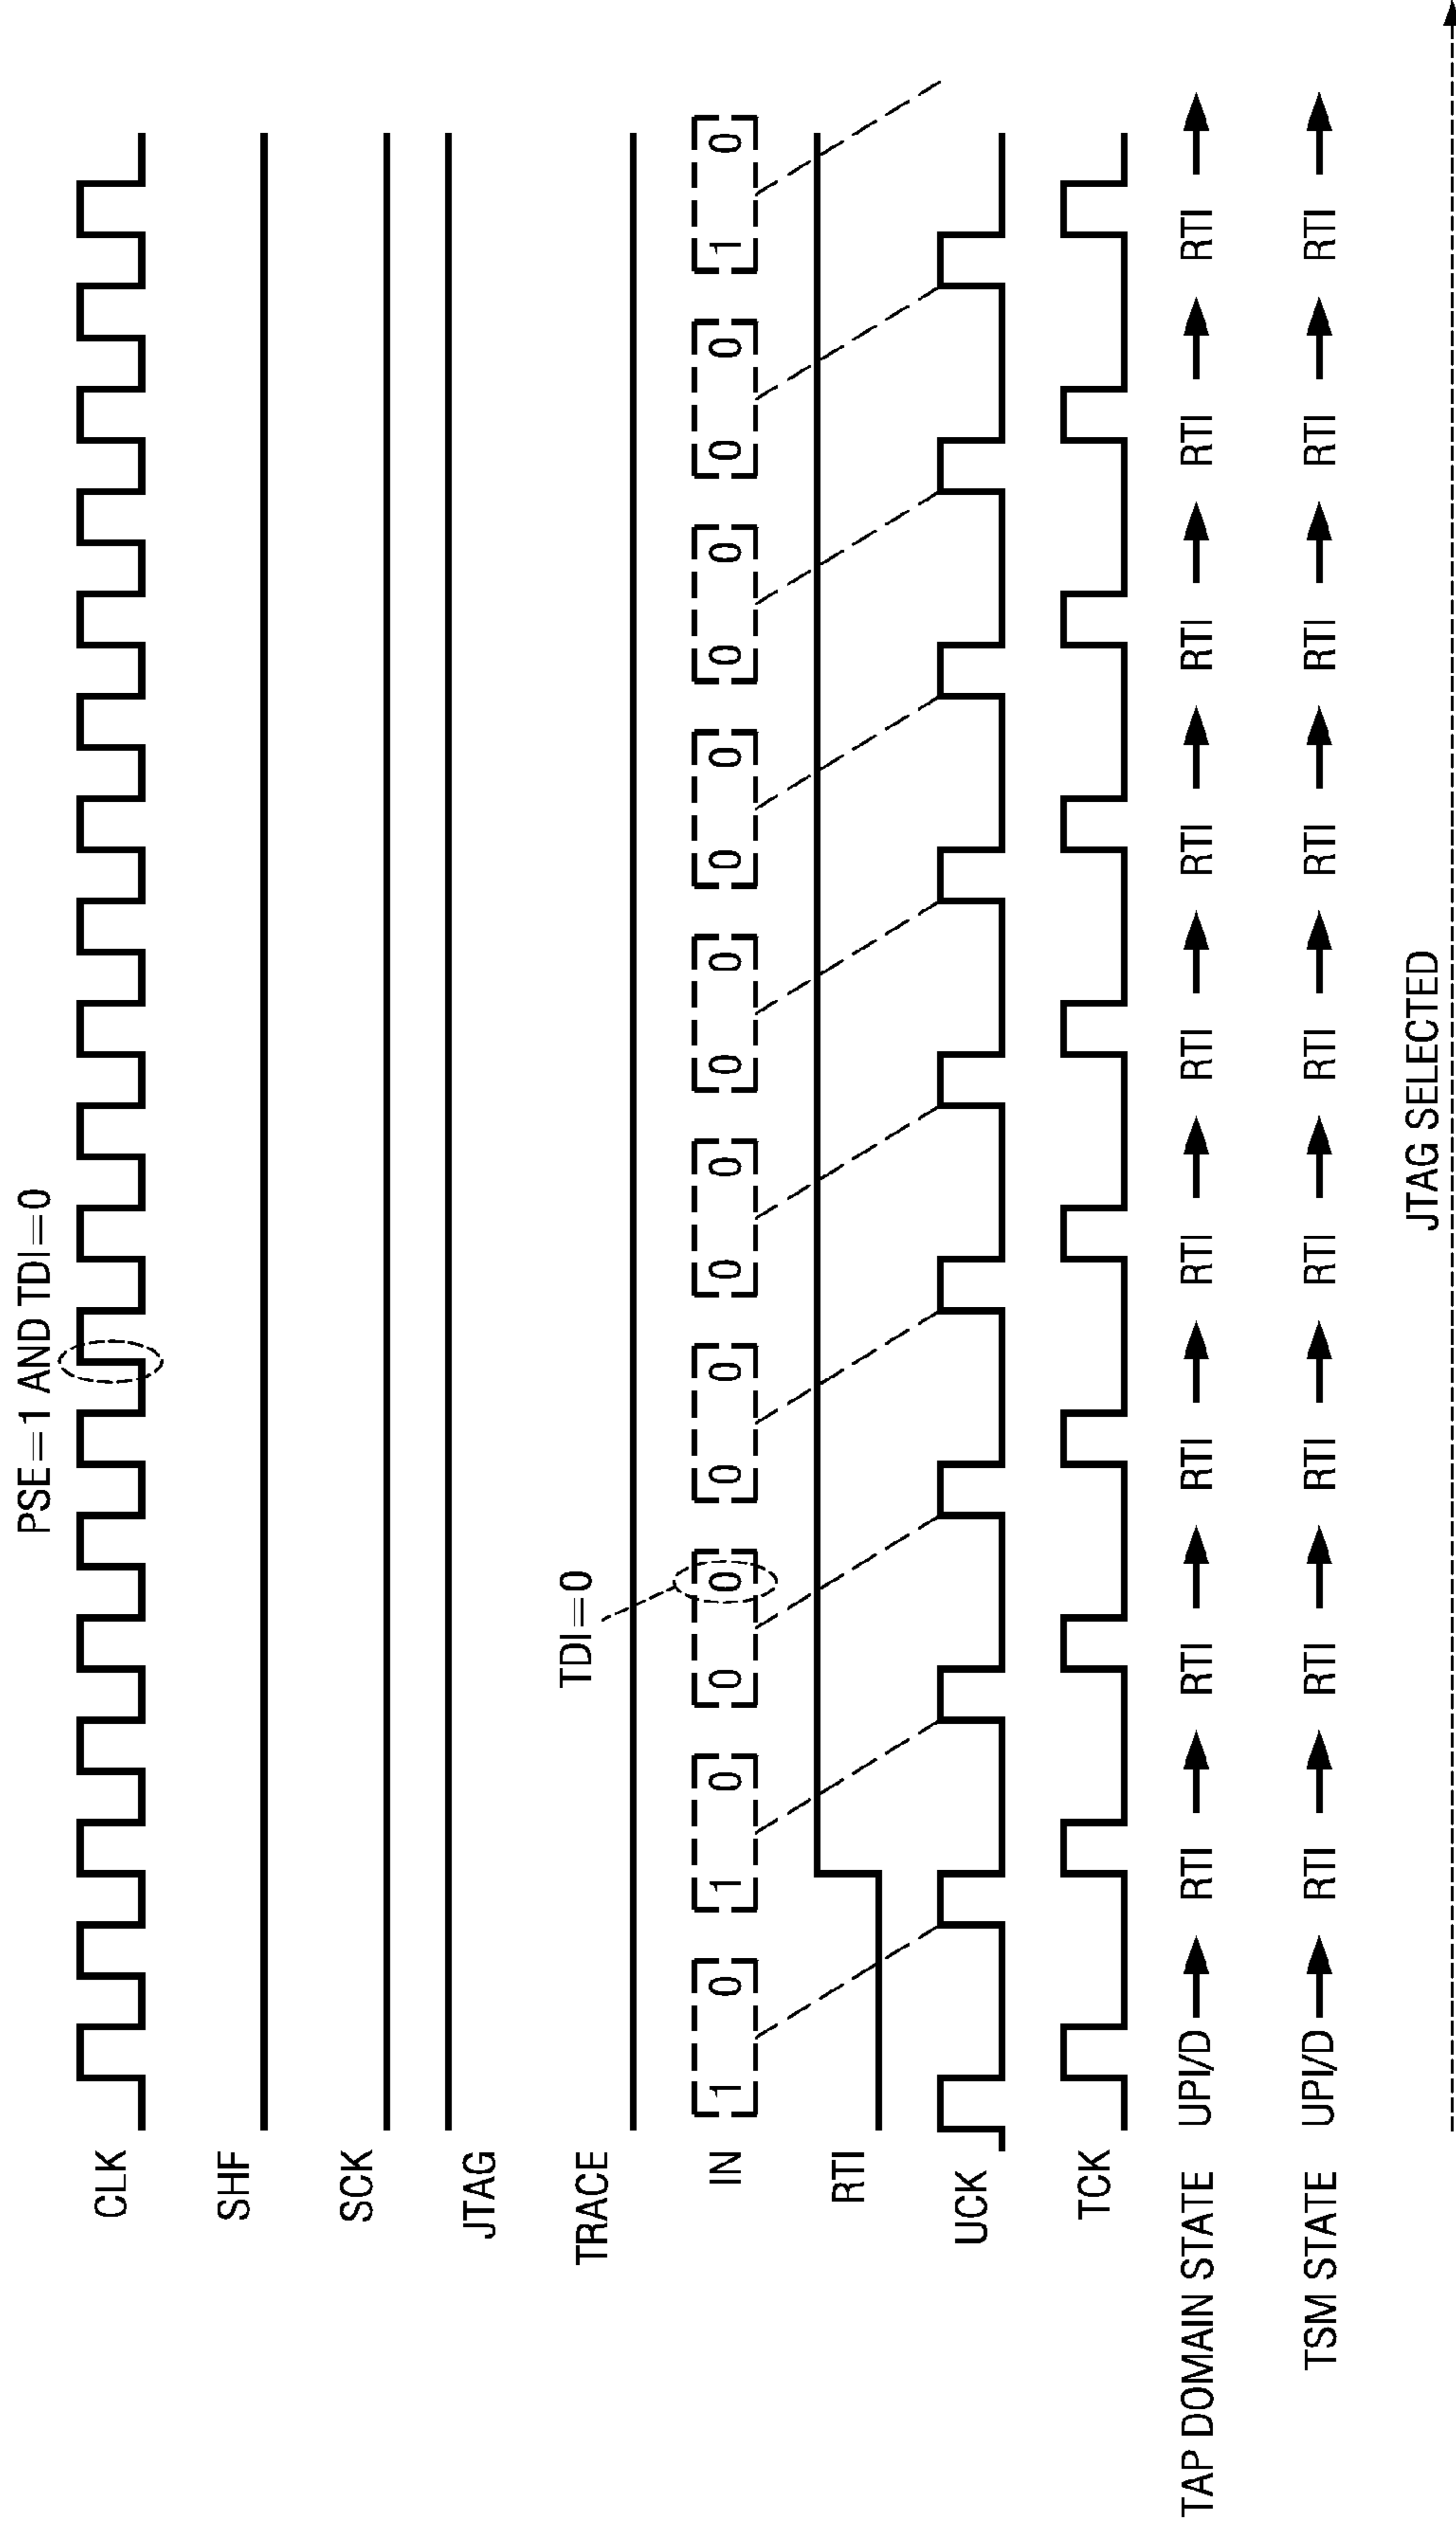 PSE=1 AND TDI=0
CLK
SHF
SCK
JTAG
TRACE
TDI=0
IN 1 0 1 0 0 0 0 0 0 0 0 0 0 0 0 0 0 0 1 0
RTI
UCK
TCK
TAP DOMAIN STATE UPI/D RTI RTI RTI RTI RTI RTI RTI RTI RTI
TSM STATE UPI/D RTI RTI RTI RTI RTI RTI RTI RTI RTI
JTAG SELECTED